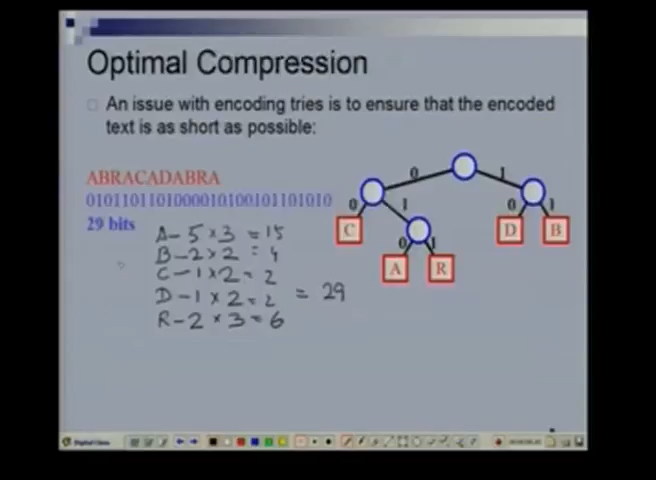 Optimal Compression
An issue with encoding tries is to ensure that the encoded
text is as short as possible:
ABRACADABRA
01011011010000101001011011010
29 bits
A - 5 × 3 = 15
B - 2 × 2 = 4
C - 1 × 2 = 2
D - 1 × 2 = 2
R - 2 × 3 = 6
= 29
0 1
0 1 0 1
C D B
0 1
A R